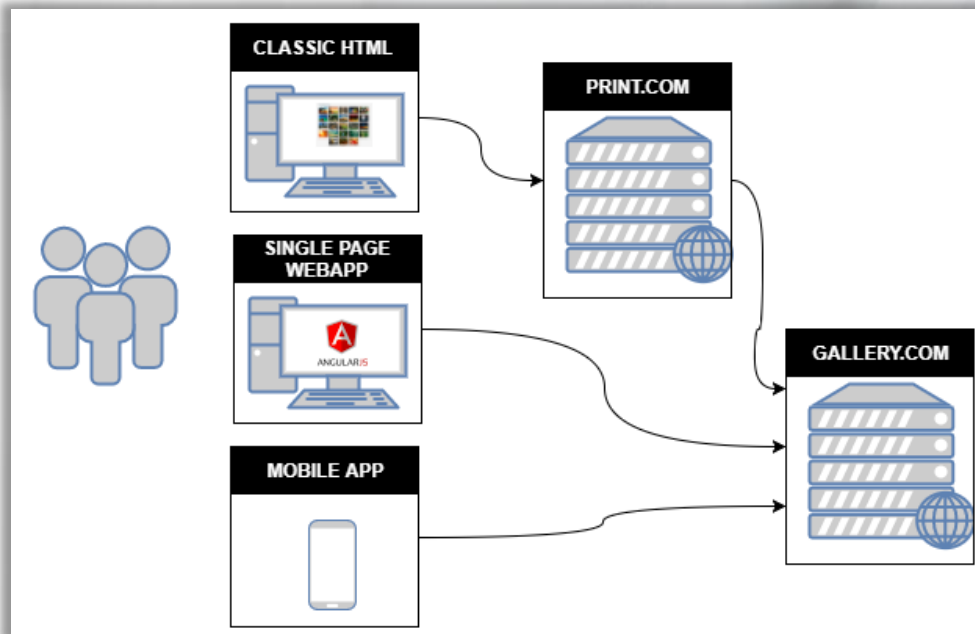 CLASSIC HTML
PRINT.COM
SINGLE PAGE
WEBAPP
ANGULARJS
GALLERY.COM
MOBILE APP